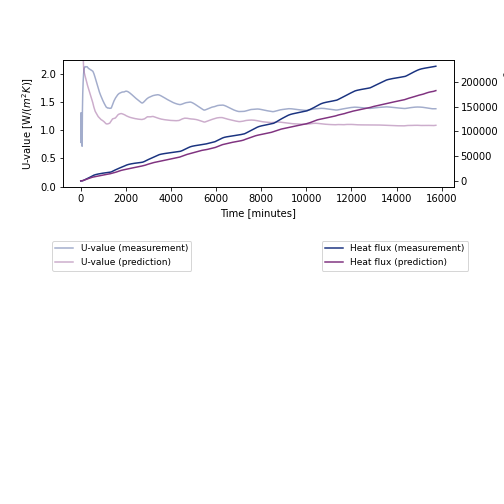 U-value [W/(m²K)]
2.0
1.5
1.0
0.5
0.0
200000
150000
100000
50000
0
0 2000 4000 6000 8000 10000 12000 14000 16000
Time [minutes]
U-value (measurement)
U-value (prediction)
Heat flux (measurement)
Heat flux (prediction)